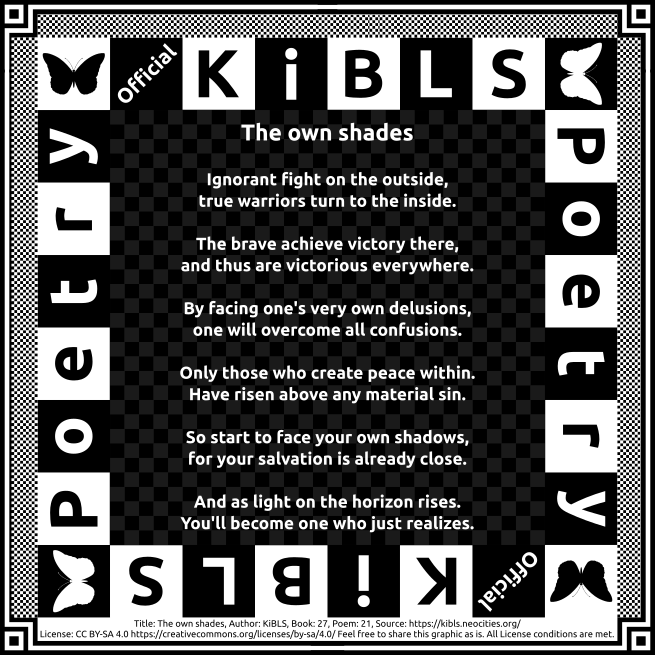 Official KiBLS
Poetry
Poetry
The own shades
Ignorant fight on the outside,
true warriors turn to the inside.
The brave achieve victory there,
and thus are victorious everywhere.
By facing one's very own delusions,
one will overcome all confusions.
Only those who create peace within.
Have risen above any material sin.
So start to face your own shadows,
for your salvation is already close.
And as light on the horizon rises.
You'll become one who just realizes.
Official KiBLS
Title: The own shades, Author: KiBLS, Book: 27, Poem: 21, Source: https://kibls.neocities.org/
License: CC BY-SA 4.0 https://creativecommons.org/licenses/by-sa/4.0/ Feel free to share this graphic as is. All License conditions are met.